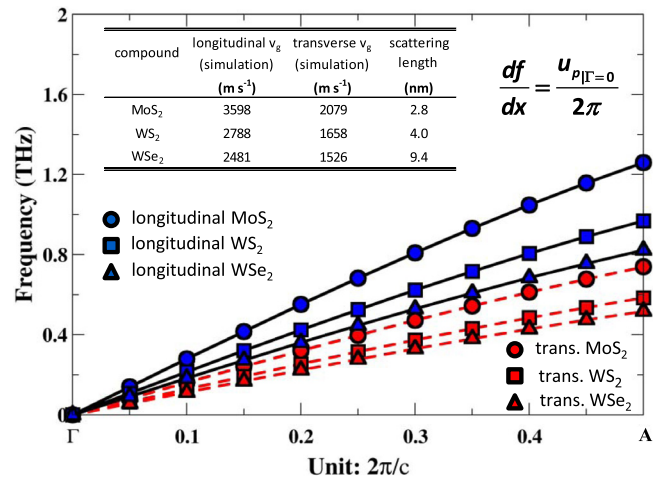 2
1.6
1.2
0.8
0.4
0
Frequency (THz)
compound longitudinal vg transverse vg scattering
(simulation) (simulation) length
(m s-1) (m s-1) (nm)
MoS2 3598 2079 2.8
WS2 2788 1658 4.0
WSe2 2481 1526 9.4
df/dx = up|Γ=0/2π
longitudinal MoS2
longitudinal WS2
longitudinal WSe2
trans. MoS2
trans. WS2
trans. WSe2
Γ 0.1 0.2 0.3 0.4 A
Unit: 2π/c